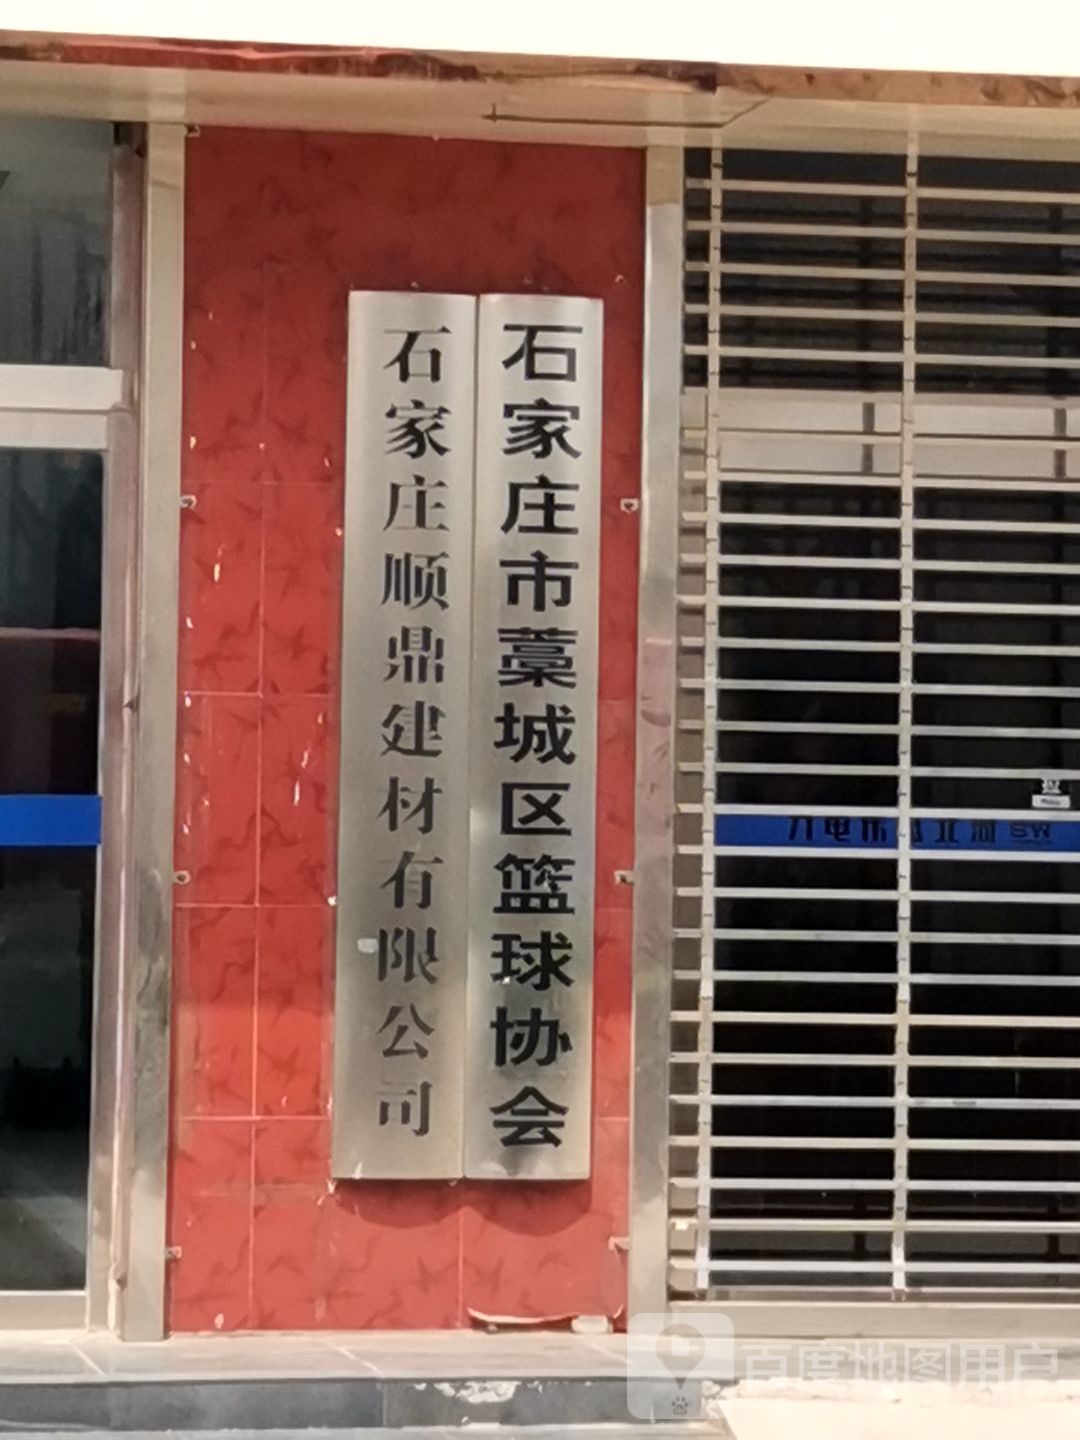 石家庄市藁城区篮球协会
石家庄顺鼎建材有限公司
百度地图用户